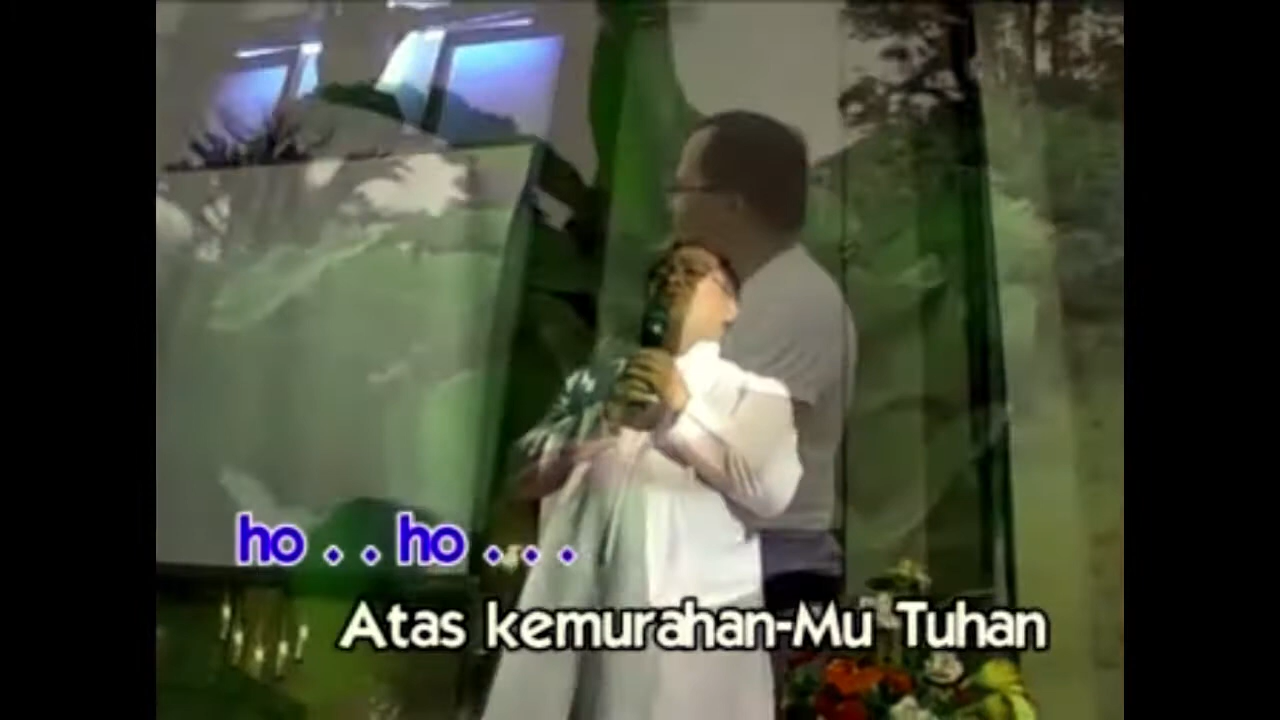 ho . . ho . . .
Atas kemurahan-Mu Tuhan